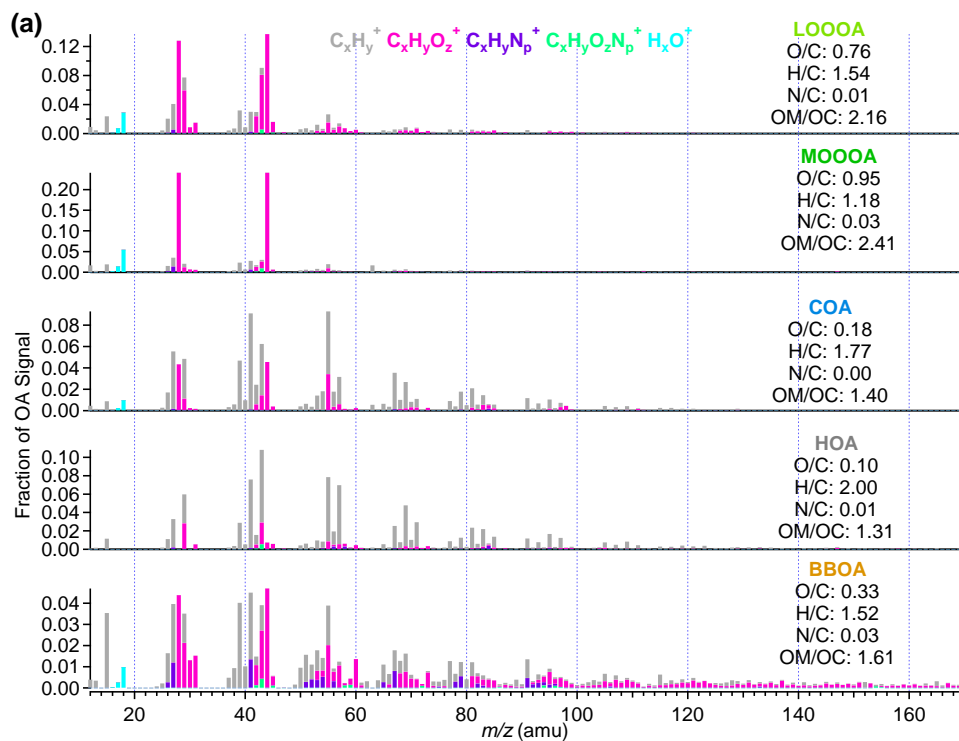 (a)
CxHy+ CxHyOz+ CxHyNp+ CxHyOzNp+ HxO+
LOOOA
O/C: 0.76
H/C: 1.54
N/C: 0.01
OM/OC: 2.16
0.12
0.08
0.04
0.00
MOOOA
O/C: 0.95
H/C: 1.18
N/C: 0.03
OM/OC: 2.41
0.20
0.15
0.10
0.05
0.00
COA
O/C: 0.18
H/C: 1.77
N/C: 0.00
OM/OC: 1.40
0.08
0.06
0.04
0.02
0.00
Fraction of OA Signal
HOA
O/C: 0.10
H/C: 2.00
N/C: 0.01
OM/OC: 1.31
0.10
0.08
0.06
0.04
0.02
0.00
BBOA
O/C: 0.33
H/C: 1.52
N/C: 0.03
OM/OC: 1.61
0.04
0.03
0.02
0.01
0.00
20 40 60 80 100 120 140 160
m/z (amu)